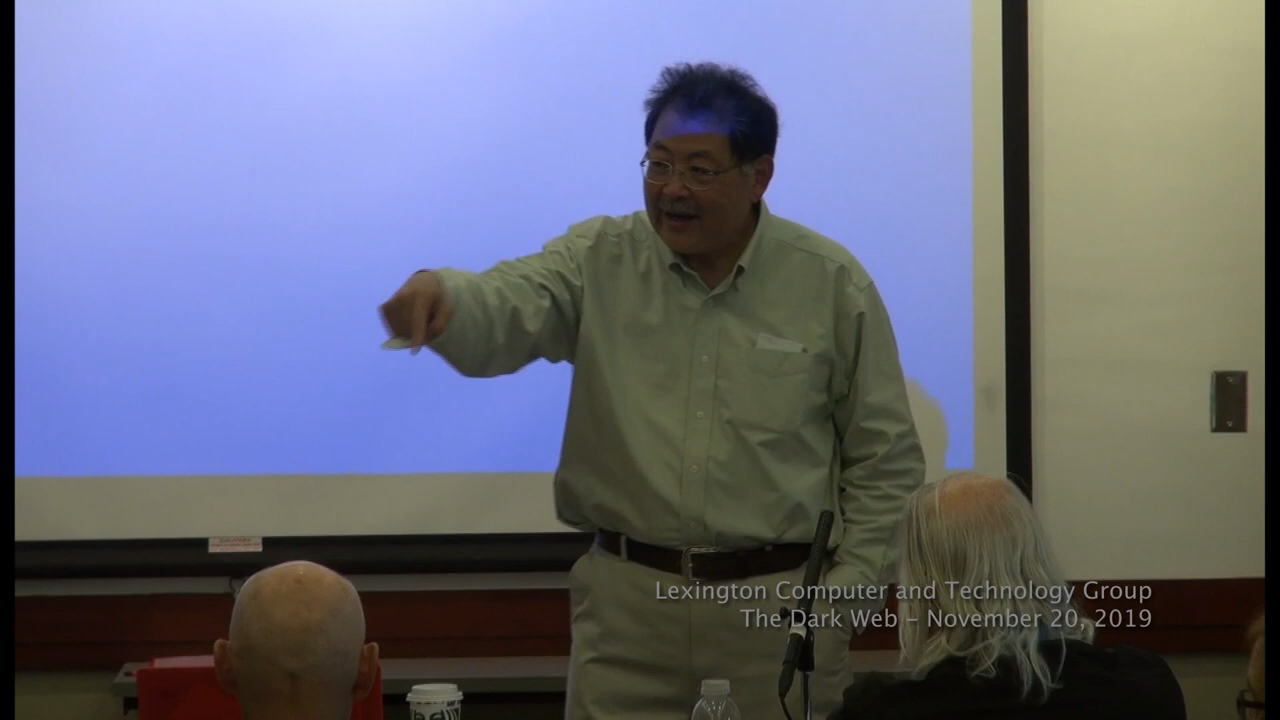 Lexington Computer and Technology Group
The Dark Web – November 20, 2019